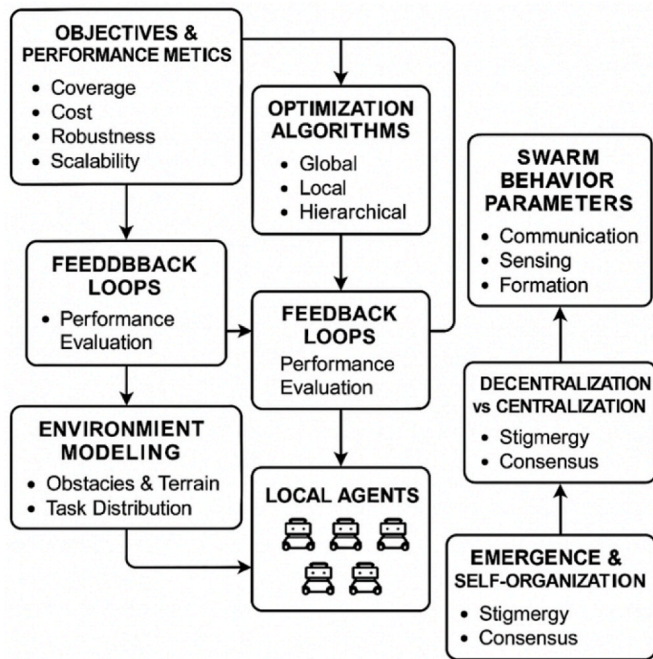 OBJECTIVES &
PERFORMANCE METICS
• Coverage
• Cost
• Robustness
• Scalability
OPTIMIZATION
ALGORITHMS
• Global
• Local
• Hierarchical
SWARM
BEHAVIOR
PARAMETERS
• Communication
• Sensing
• Formation
FEEDDBBACK
LOOPS
• Performance
Evaluation
FEEDBACK
LOOPS
Performance
Evaluation
DECENTRALIZATION
vs CENTRALIZATION
• Stigmergy
• Consensus
ENVIRONIMENT
MODELING
• Obstacies & Terrain
• Task Distribution
LOCAL AGENTS
EMERGENCE &
SELF-ORGANIZATION
• Stigmergy
• Consensus